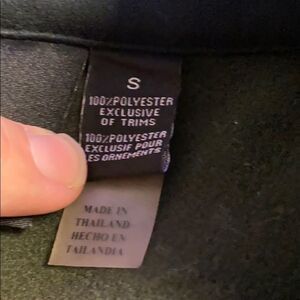 S
100%POLYESTER
EXCLUSIVE
OF TRIMS
100%POLYESTER
EXCLUSIF POUR
LES ORNEMENTS
MADE IN
THAILAND
HECHO EN
TAILANDIA